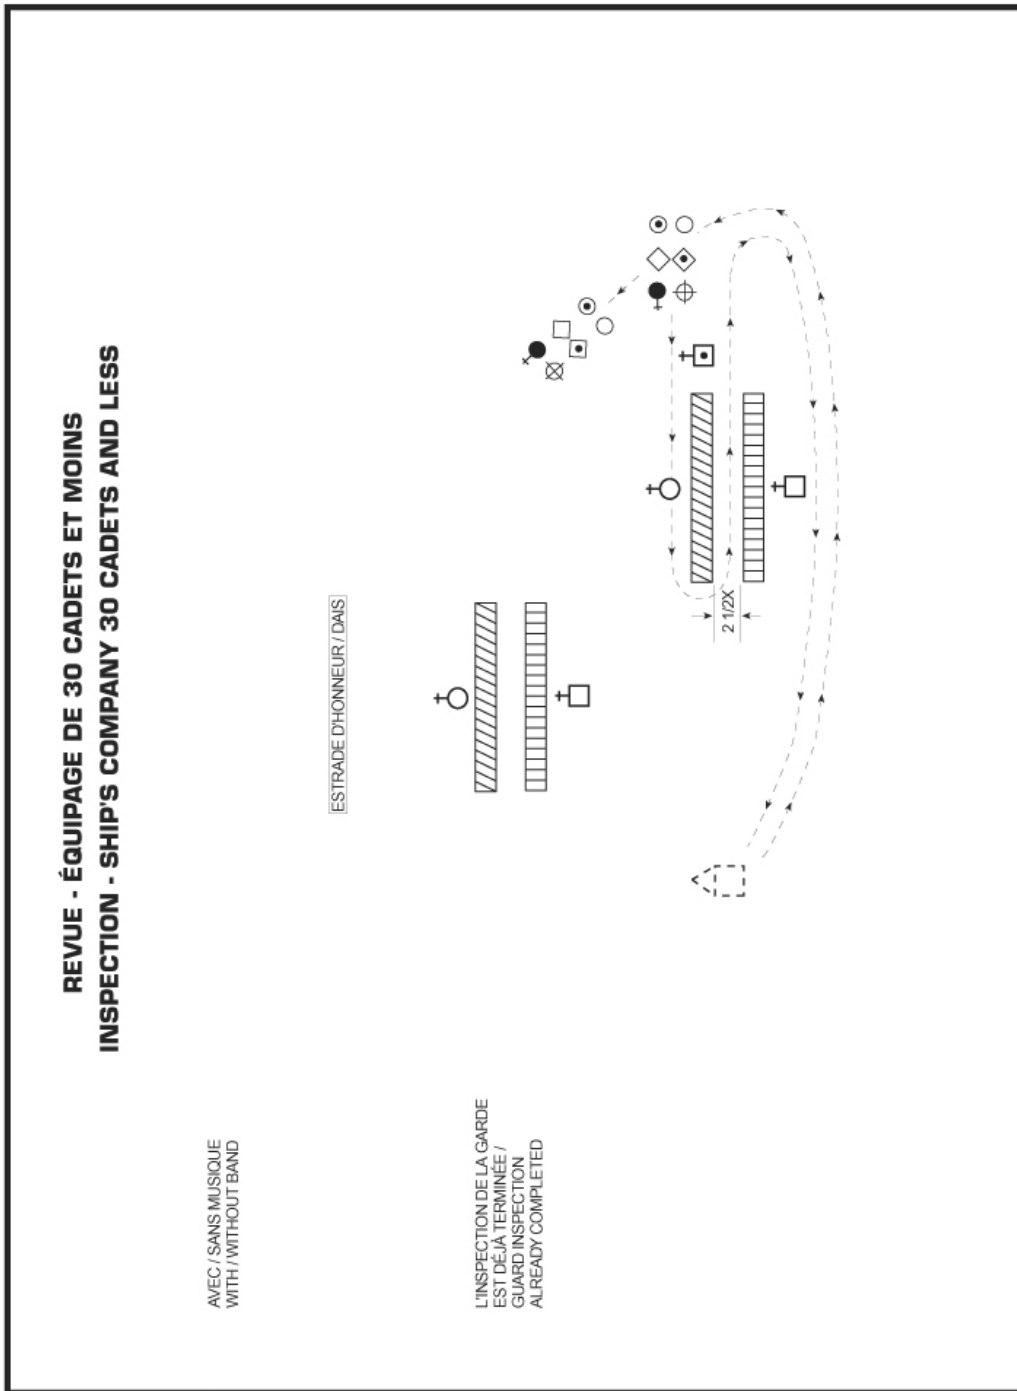 REVUE - ÉQUIPAGE DE 30 CADETS ET MOINS
INSPECTION - SHIP'S COMPANY 30 CADETS AND LESS
AVEC / SANS MUSIQUE
WITH / WITHOUT BAND
ESTRADE D'HONNEUR / DAIS
L'INSPECTION DE LA GARDE
EST DÉJÀ TERMINÉE /
GUARD INSPECTION
ALREADY COMPLETED
2 1/2X